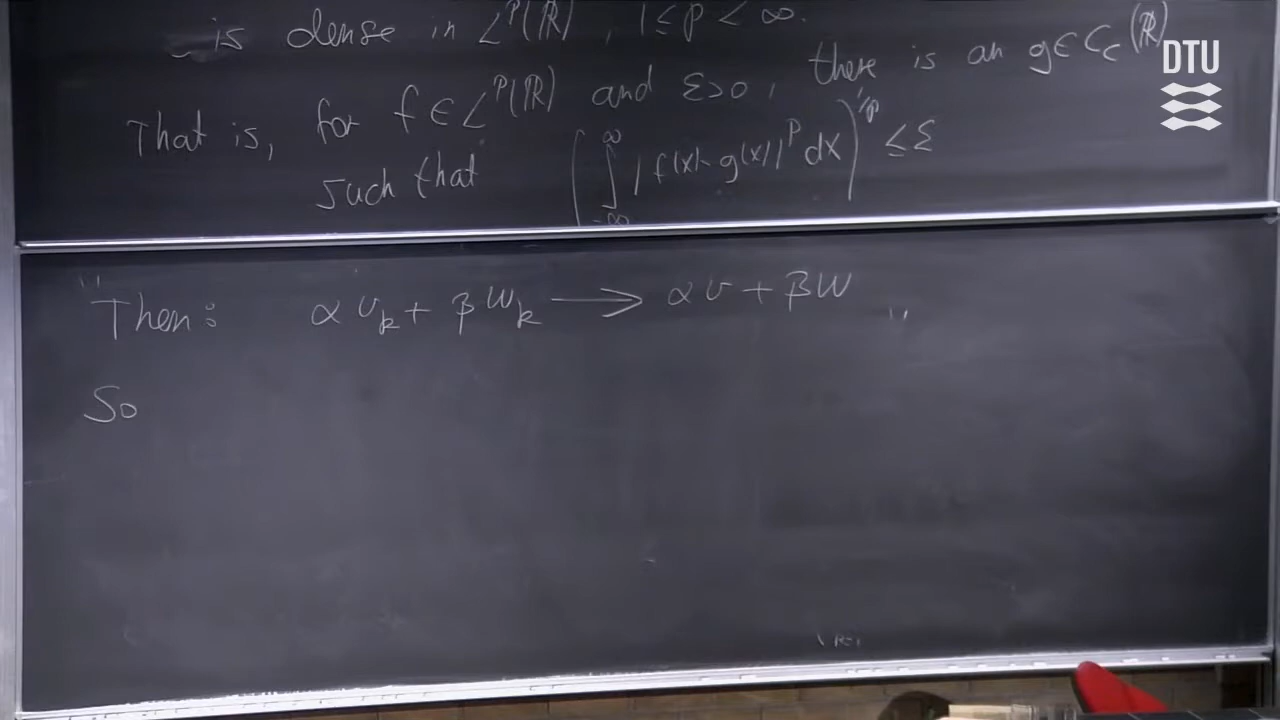 is dense in L^p(ℝ), 1≤p<∞.
That is, for f∈L^p(ℝ) and ε>0, there is an g∈C_c(ℝ)
such that (∫_{-∞}^{∞} |f(x)-g(x)|^p dx)^{1/p} ≤ε
"Then: αv_k + βw_k ⟶ αv + βw "
So
DTU